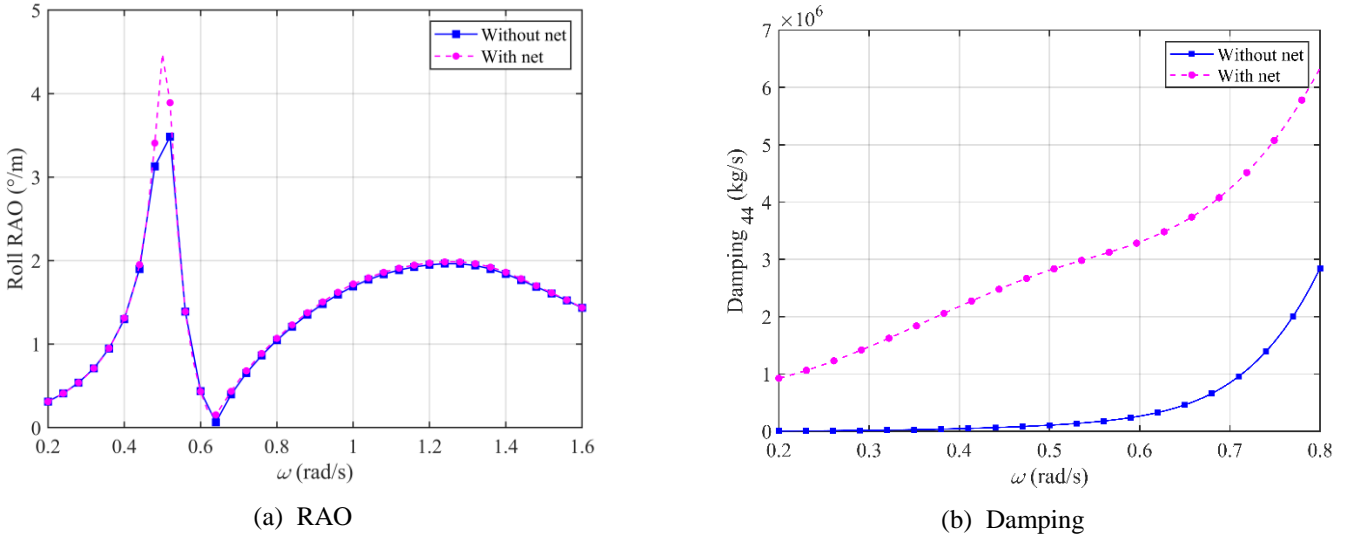 Roll RAO (°/m)
5
4
3
2
1
0
Without net
With net
0.2 0.4 0.6 0.8 1 1.2 1.4 1.6
ω (rad/s)
(a) RAO
×10⁶
Damping 44 (kg/s)
7
6
5
4
3
2
1
0
Without net
With net
0.2 0.3 0.4 0.5 0.6 0.7 0.8
ω (rad/s)
(b) Damping